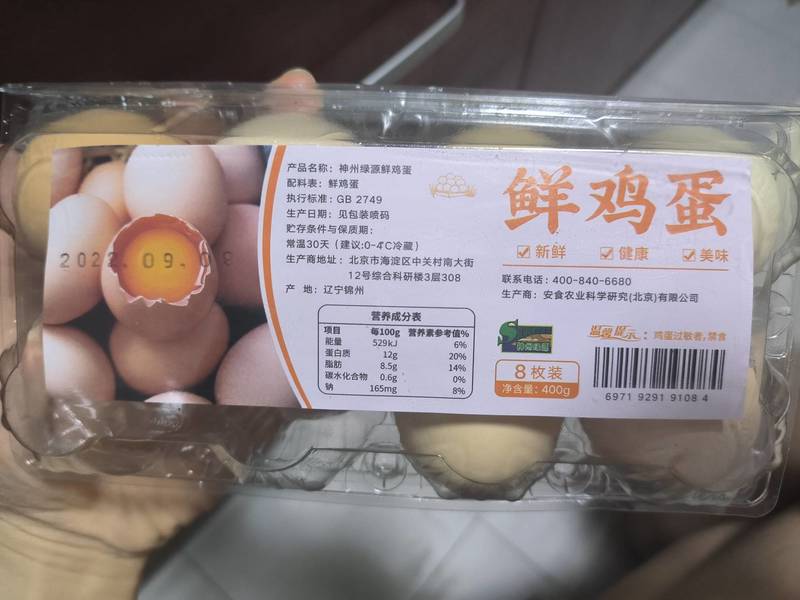 产品名称：神州绿源鲜鸡蛋
配料表：鲜鸡蛋
执行标准：GB 2749
生产日期：见包装喷码
贮存条件与保质期：
常温30天（建议:0-4℃冷藏）
生产商地址：北京市海淀区中关村南大街
12号综合科研楼3层308
产 地：辽宁锦州
营养成分表
项目 每100g 营养素参考值%
能量 529kJ 6%
蛋白质 12g 20%
脂肪 8.5g 14%
碳水化合物 0.6g 0%
钠 165mg 8%
鲜鸡蛋
新鲜 健康 美味
联系电话：400-840-6680
生产商：安食农业科学研究(北京)有限公司
神州绿源
8枚装
净含量：400g
温馨提示：鸡蛋过敏者,禁食
6971 9291 9108 4
2022.09.